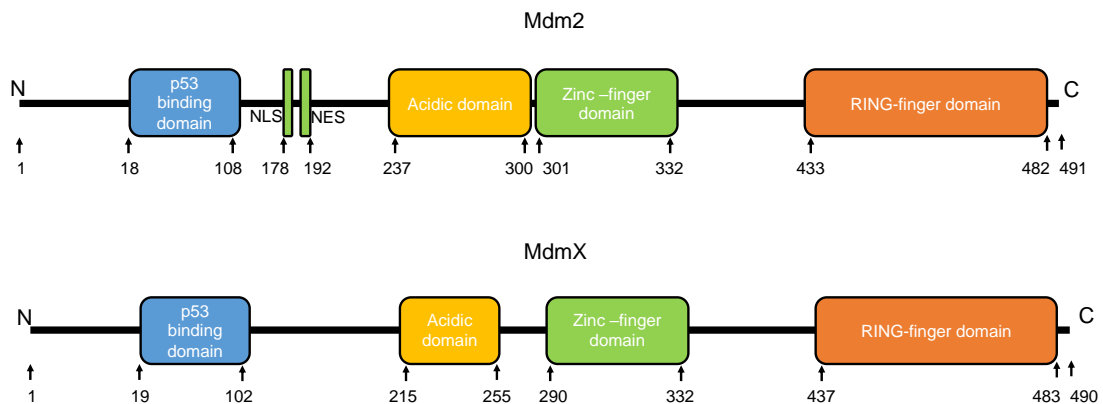 Mdm2
N
C
p53
binding
domain
NLS
NES
Acidic domain
Zinc –finger
domain
RING-finger domain
1
18
108
178
192
237
300
301
332
433
482
491
MdmX
N
C
p53
binding
domain
Acidic
domain
Zinc –finger
domain
RING-finger domain
1
19
102
215
255
290
332
437
483
490